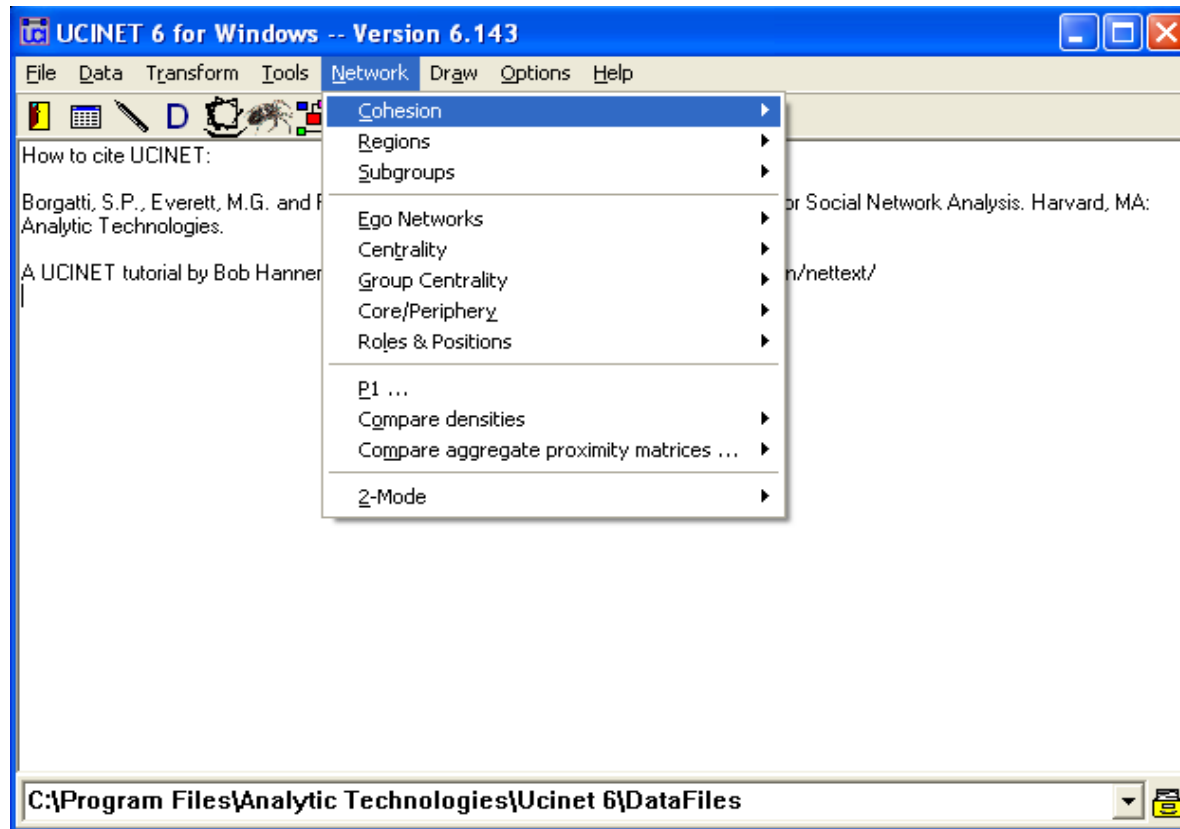 UCINET 6 for Windows -- Version 6.143
File Data Transform Tools Network Draw Options Help
D
Cohesion
Regions
Subgroups
Ego Networks
Centrality
Group Centrality
Core/Periphery
Roles & Positions
P1 ...
Compare densities
Compare aggregate proximity matrices ...
2-Mode
How to cite UCINET:
Borgatti, S.P., Everett, M.G. and or Social Network Analysis. Harvard, MA:
Analytic Technologies.
A UCINET tutorial by Bob n/nettext/
C:\Program Files\Analytic Technologies\Ucinet 6\DataFiles